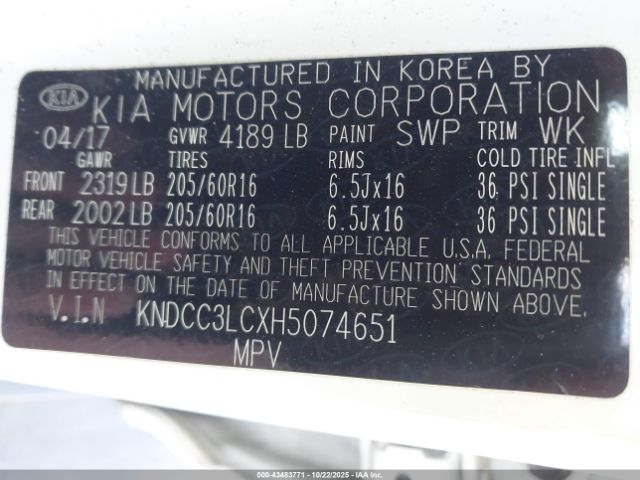 MANUFACTURED IN KOREA BY
KIA KIA MOTORS CORPORATION
04/17 GVWR 4189 LB PAINT SWP TRIM WK
GAWR TIRES RIMS COLD TIRE INFL
FRONT 2319 LB 205/60R16 6.5Jx16 36 PSI SINGLE
REAR 2002 LB 205/60R16 6.5Jx16 36 PSI SINGLE
THIS VEHICLE CONFORMS TO ALL APPLICABLE U.S.A. FEDERAL
MOTOR VEHICLE SAFETY AND THEFT PREVENTION STANDARDS
IN EFFECT ON THE DATE OF MANUFACTURE SHOWN ABOVE.
V.I.N KNDCC3LCXH5074651
MPV
000-43483771 - 10/22/2025 - IAAI.COM